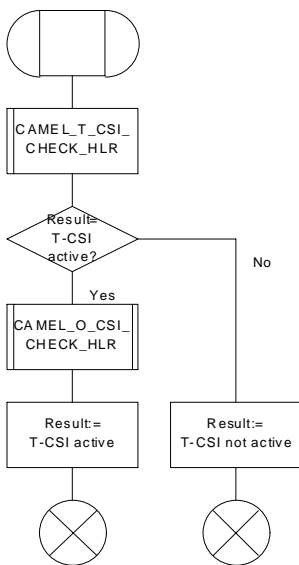 CAMEL_T_CSI_
CHECK_HLR
Result=
T-CSI
active?
No
Yes
CAMEL_O_CSI_
CHECK_HLR
Result:=
T-CSI active
Result:=
T-CSI not active